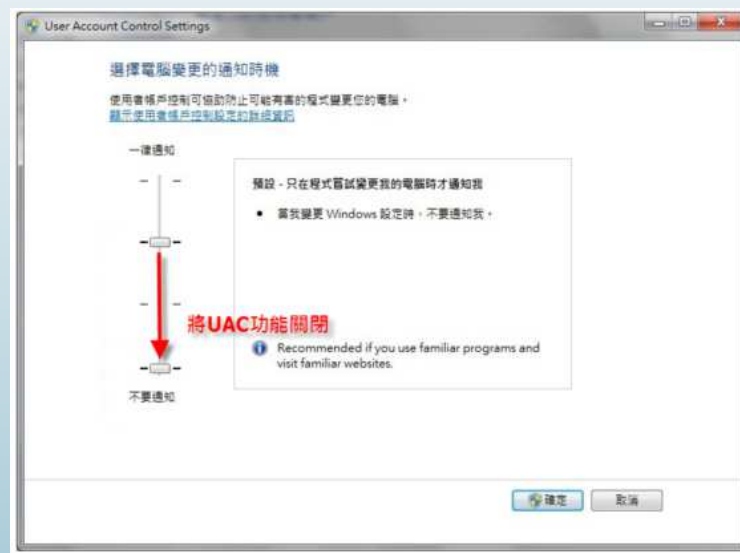 User Account Control Settings
選擇電腦變更的通知時機
使用者帳戶控制可協助防止可能有害的程式變更您的電腦。
顯示使用者帳戶控制設定的詳細資訊
一律通知
預設 - 只在程式嘗試變更我的電腦時才通知我
• 當我變更 Windows 設定時，不要通知我。
將UAC功能關閉
Recommended if you use familiar programs and
visit familiar websites.
不要通知
確定
取消